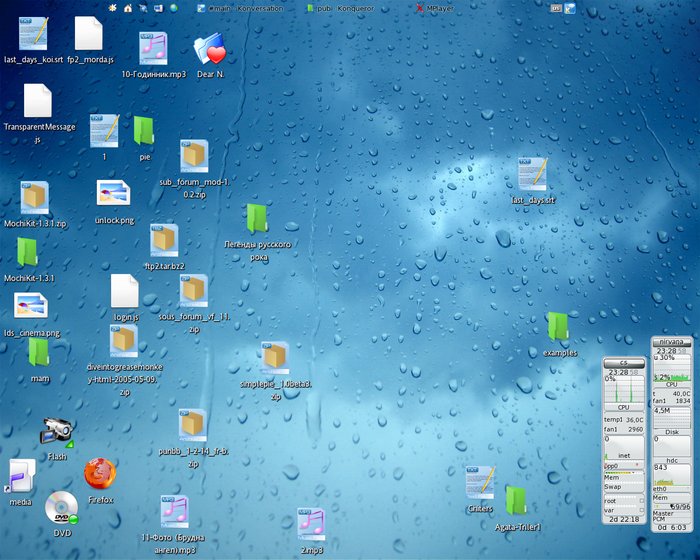 #main - Konversation
pub - Konqueror
MPlayer
last_days_koi.srt
fp2_morda.js
10-Годинник.mp3
Dear N.
TransparentMessage
.js
1
pie
sub_forum_mod-1.
0.2.zip
last_days.srt
MochiKit-1.3.1.zip
unlock.png
Легенды русского
рока
ftp2.tar.bz2
MochiKit-1.3.1
login.js
sous_forum_vf_11.
zip
lds_cinema.png
mam
diveintogreasemonke
y-html-2005-05-09.
zip
simplepie_1.0beta3.
zip
examples
punbb_1-2-14_fr-b.
zip
Flash
media
Firefox
DVD
11-Фото (Брудна
ангел).mp3
2.mp3
Criiters
Agata-Triler1
cs
23:28
0%
CPU
temp1 36,0C
fan1 2960
0
inet
ppp0
Mem
Swap
root
var
2d 22:18
nirvana
23:28
u 30%
s 2%
CPU
t 40,0C
fan1 1834
4,5M
Disk
0
hdc
843
eth0
Mem
69/96
Master
PCM
0d 6:03